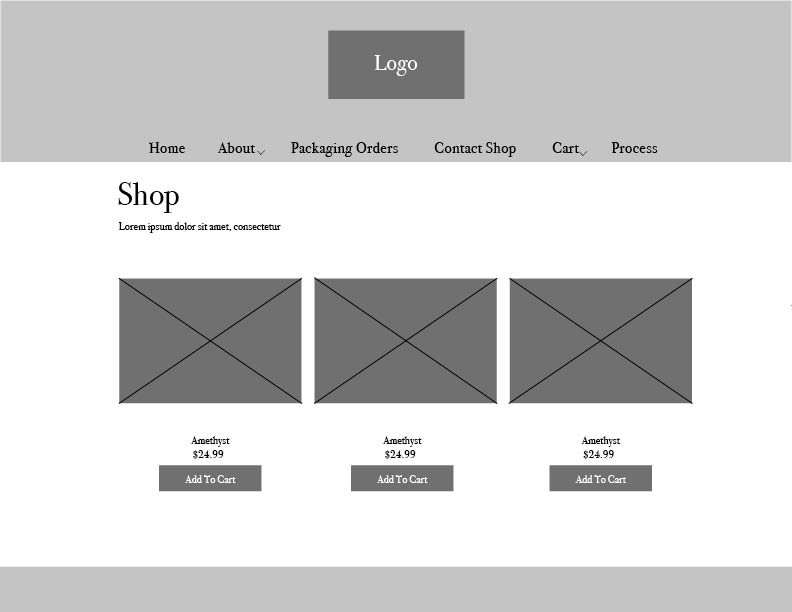 Logo
Home About Packaging Orders Contact Shop Cart Process
Shop
Lorem ipsum dolor sit amet, consectetur
Amethyst Amethyst Amethyst
$24.99 $24.99 $24.99
Add To Cart Add To Cart Add To Cart